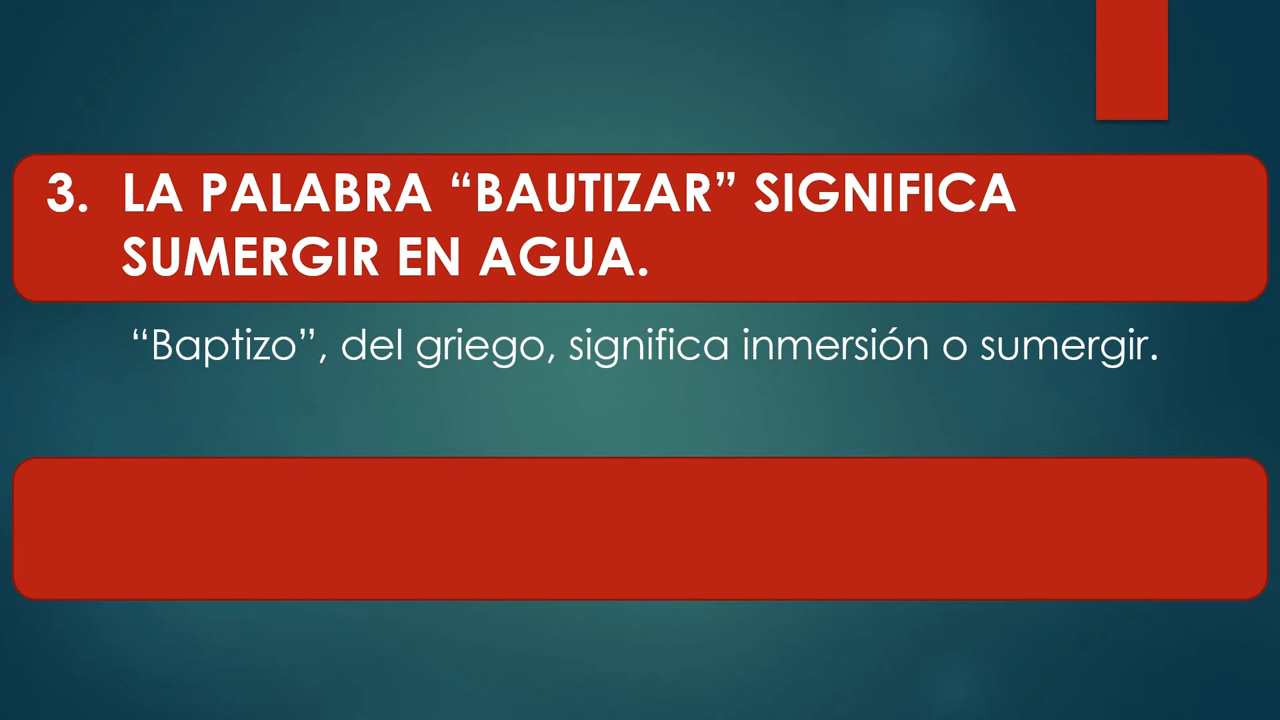 3. LA PALABRA “BAUTIZAR” SIGNIFICA
SUMERGIR EN AGUA.
“Baptizo”, del griego, significa inmersión o sumergir.